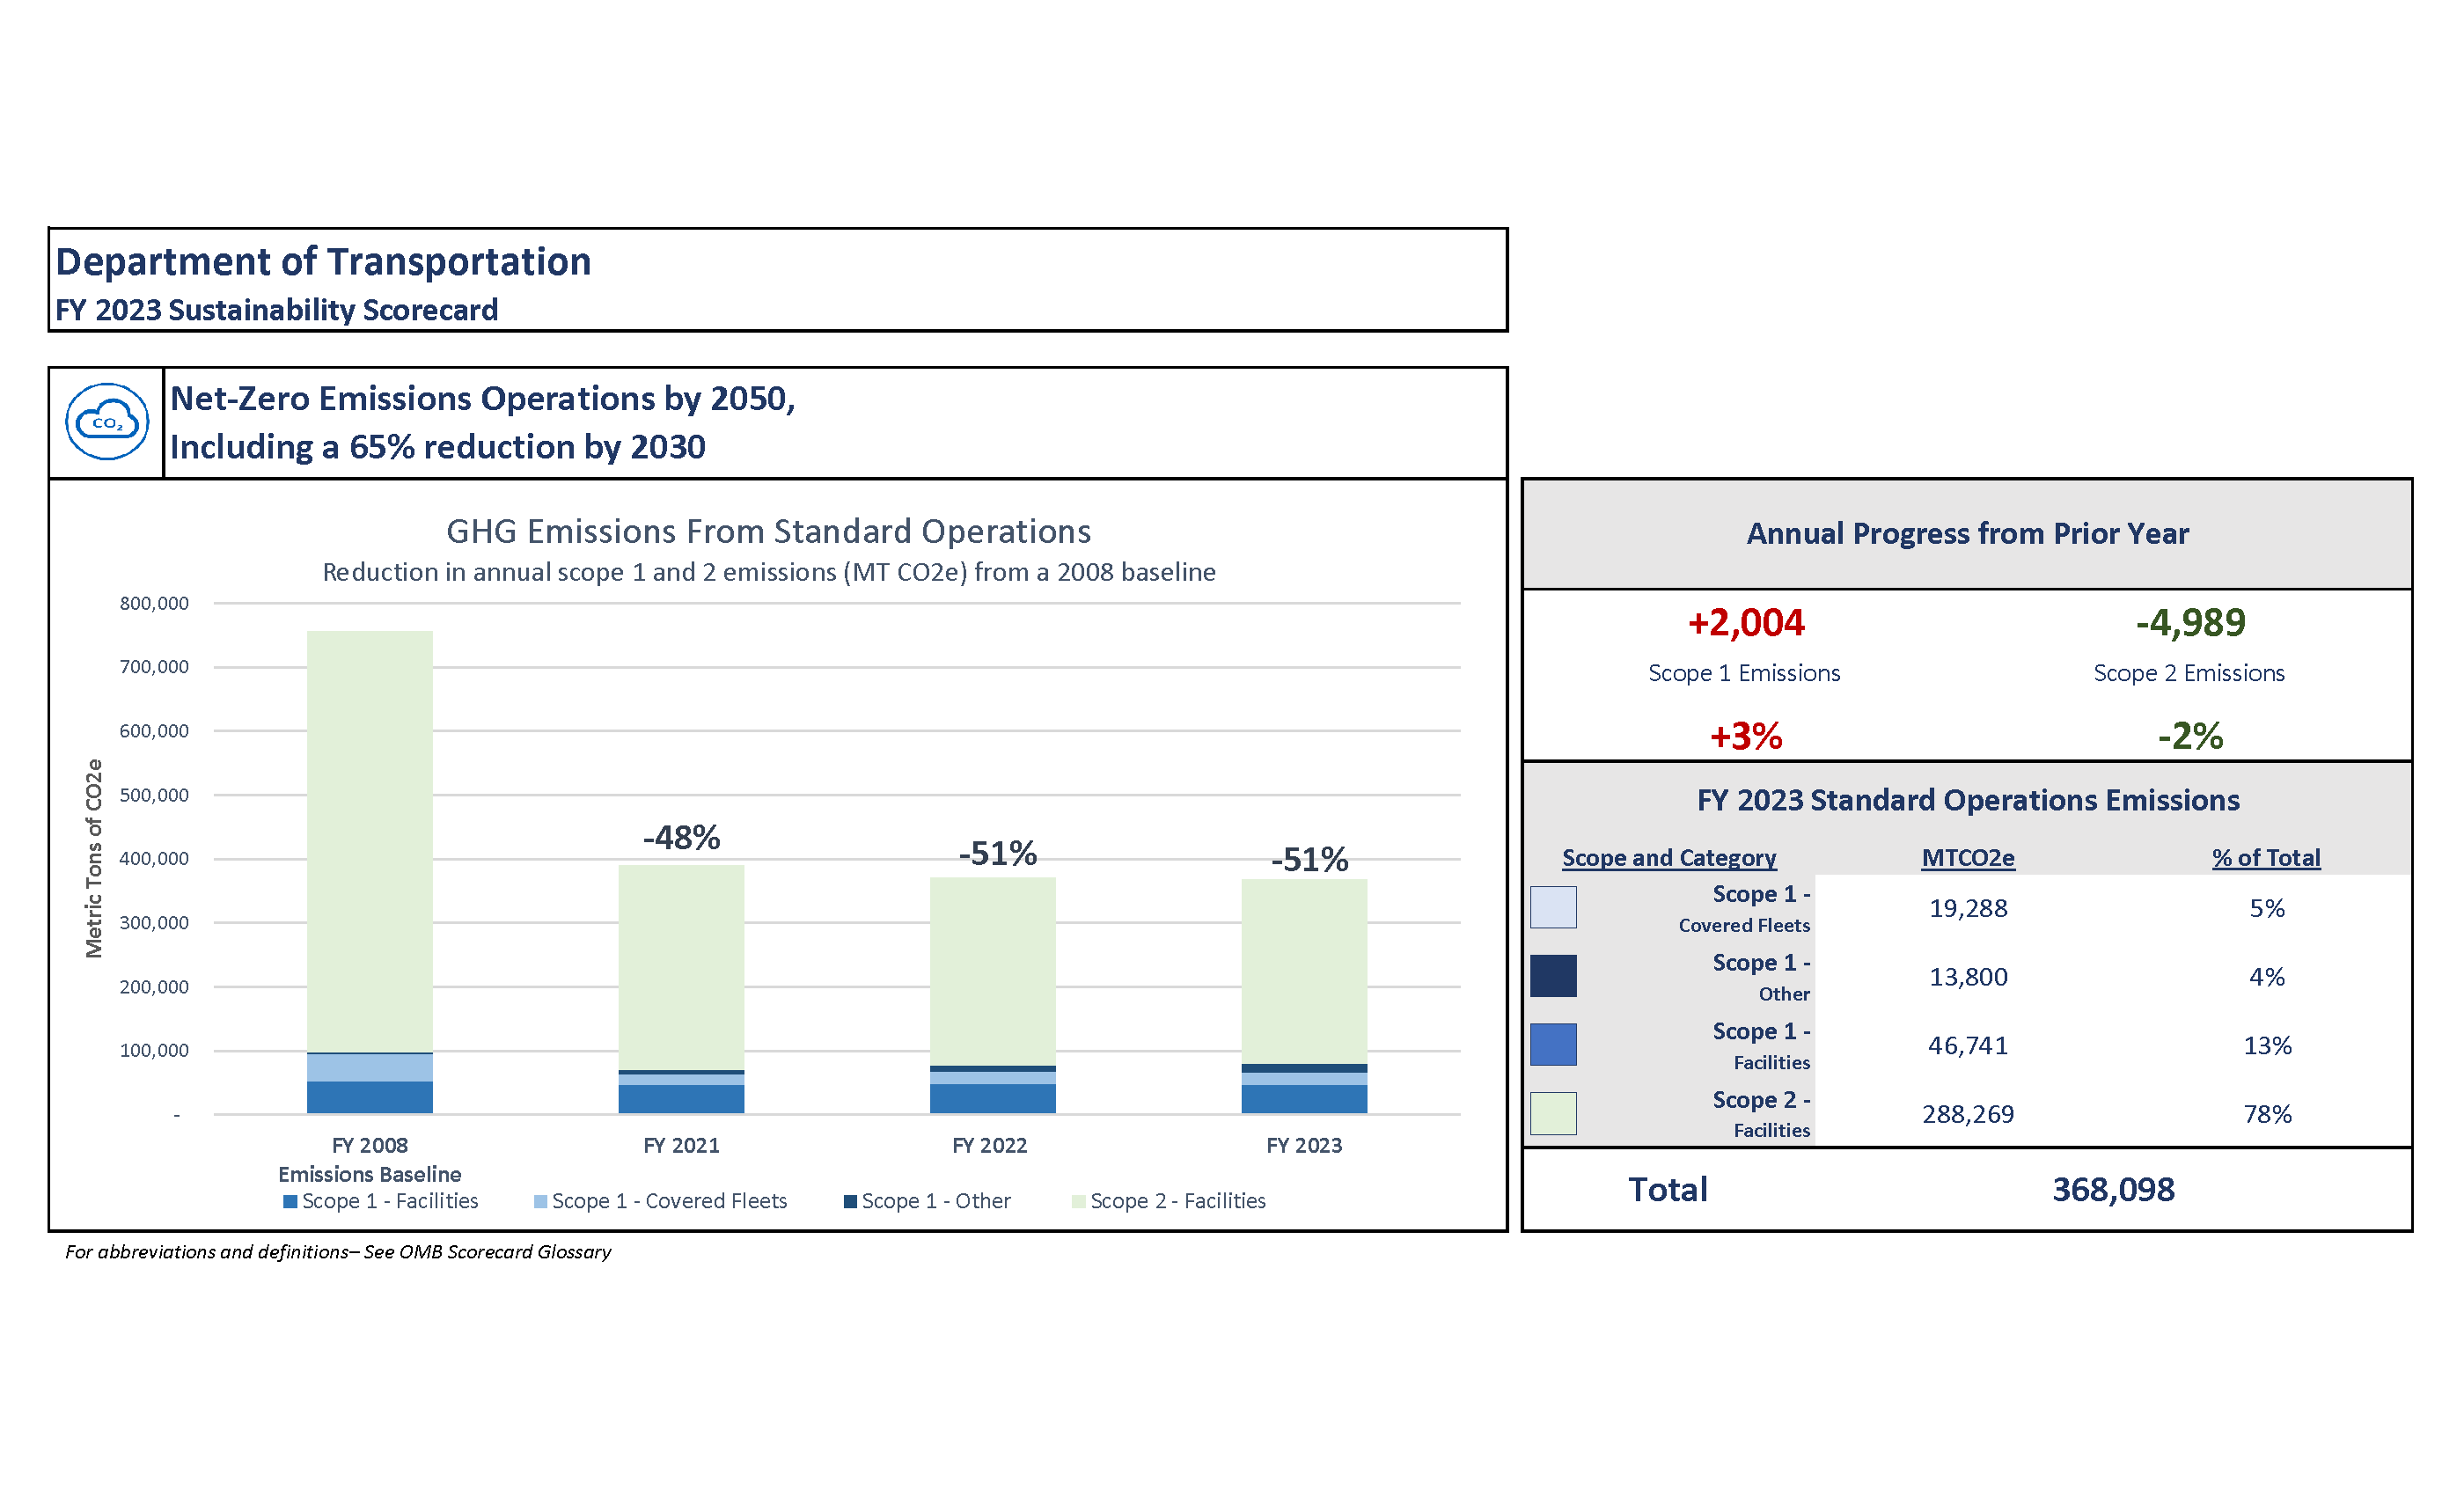 Department of Transportation
FY 2023 Sustainability Scorecard
CO₂
Net-Zero Emissions Operations by 2050,
Including a 65% reduction by 2030
GHG Emissions From Standard Operations
Reduction in annual scope 1 and 2 emissions (MT CO2e) from a 2008 baseline
Metric Tons of CO2e
800,000
700,000
600,000
500,000
400,000
300,000
200,000
100,000
-
-48%
-51%
-51%
FY 2008
Emissions Baseline
FY 2021
FY 2022
FY 2023
Scope 1 - Facilities
Scope 1 - Covered Fleets
Scope 1 - Other
Scope 2 - Facilities
For abbreviations and definitions– See OMB Scorecard Glossary
Annual Progress from Prior Year
+2,004 -4,989
Scope 1 Emissions Scope 2 Emissions
+3% -2%
FY 2023 Standard Operations Emissions
Scope and Category MTCO2e % of Total
Scope 1 -
Covered Fleets
19,288 5%
Scope 1 -
Other
13,800 4%
Scope 1 -
Facilities
46,741 13%
Scope 2 -
Facilities
288,269 78%
Total 368,098